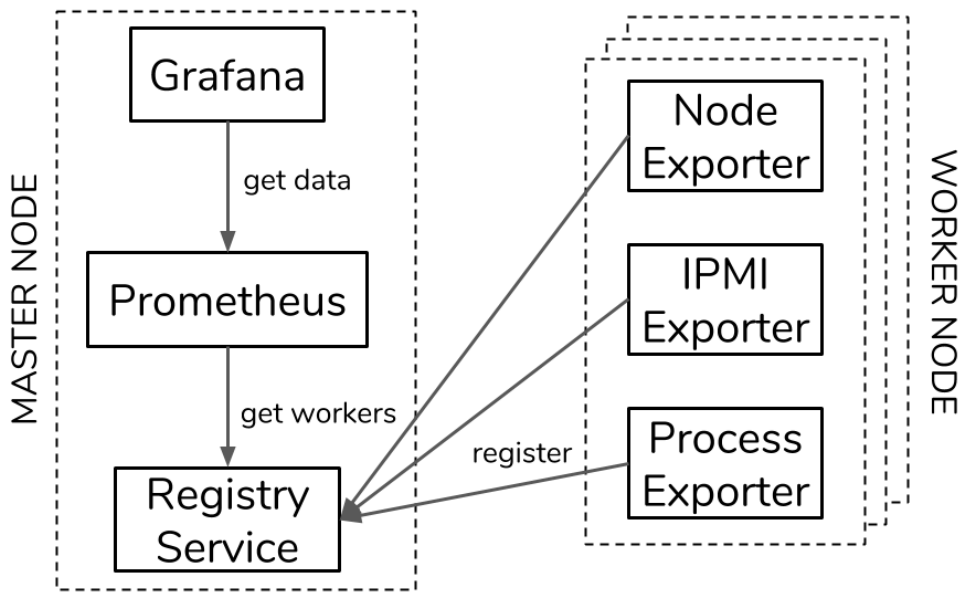 MASTER NODE
Grafana
get data
Prometheus
get workers
Registry
Service
Node
Exporter
IPMI
Exporter
register
Process
Exporter
WORKER NODE